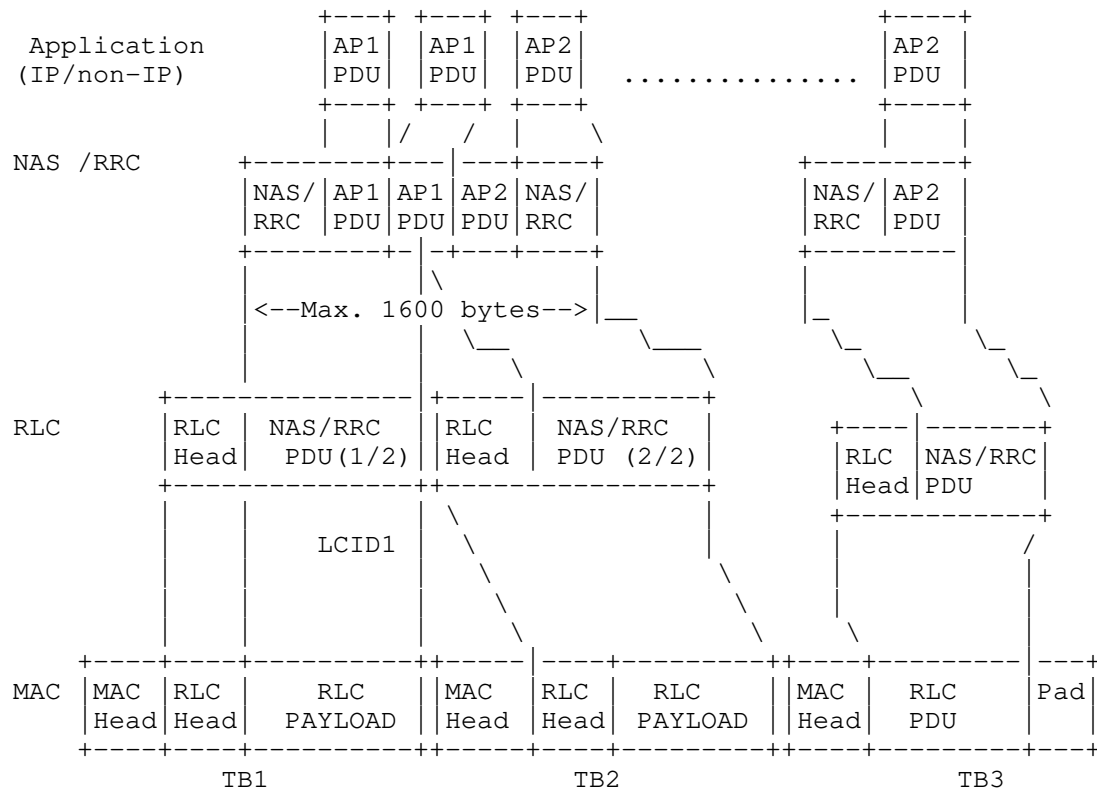 Application |AP1| |AP1| |AP2| |AP2 |
(IP/non-IP) |PDU| |PDU| |PDU| ............... |PDU |
NAS /RRC
|NAS/|AP1|AP1|AP2|NAS/| |NAS/|AP2 |
|RRC |PDU|PDU|PDU|RRC | |RRC |PDU |
|<--Max. 1600 bytes-->|
RLC |RLC | NAS/RRC ||RLC | NAS/RRC |
|Head| PDU(1/2)||Head | PDU (2/2)| |RLC |NAS/RRC|
|Head|PDU |
LCID1
MAC |MAC |RLC | RLC ||MAC |RLC | RLC ||MAC | RLC |Pad|
|Head|Head| PAYLOAD ||Head |Head| PAYLOAD ||Head| PDU | |
TB1 TB2 TB3